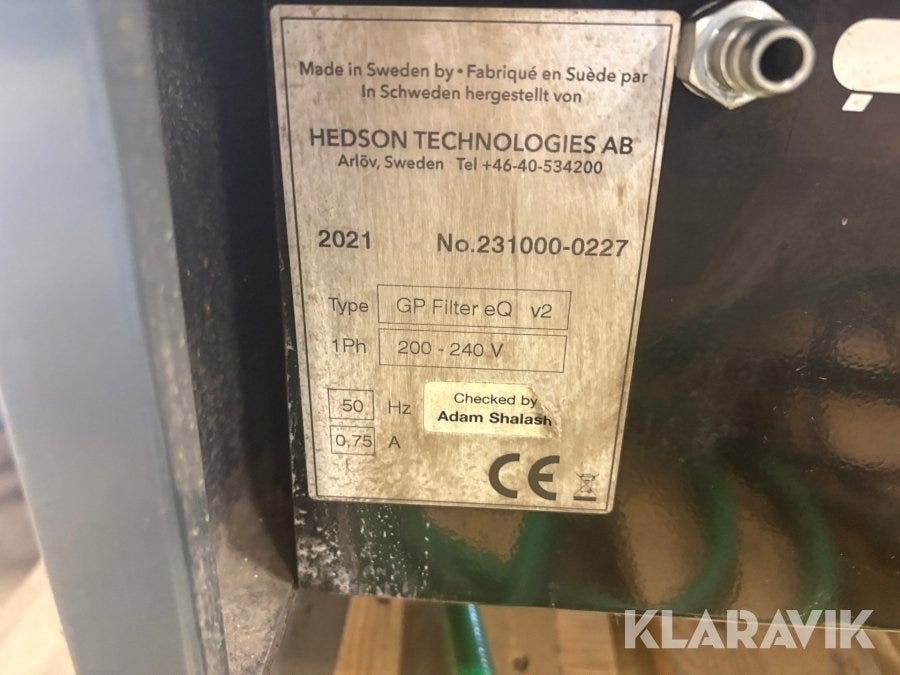 Made in Sweden by • Fabriqué en Suède par
In Schweden hergestellt von
HEDSON TECHNOLOGIES AB
Arlöv, Sweden Tel +46-40-534200
2021 No.231000-0227
Type GP Filter eQ v2
1Ph 200 - 240 V
50 Hz
0,75 A
Checked by
Adam Shalash
CE
KLARAVIK